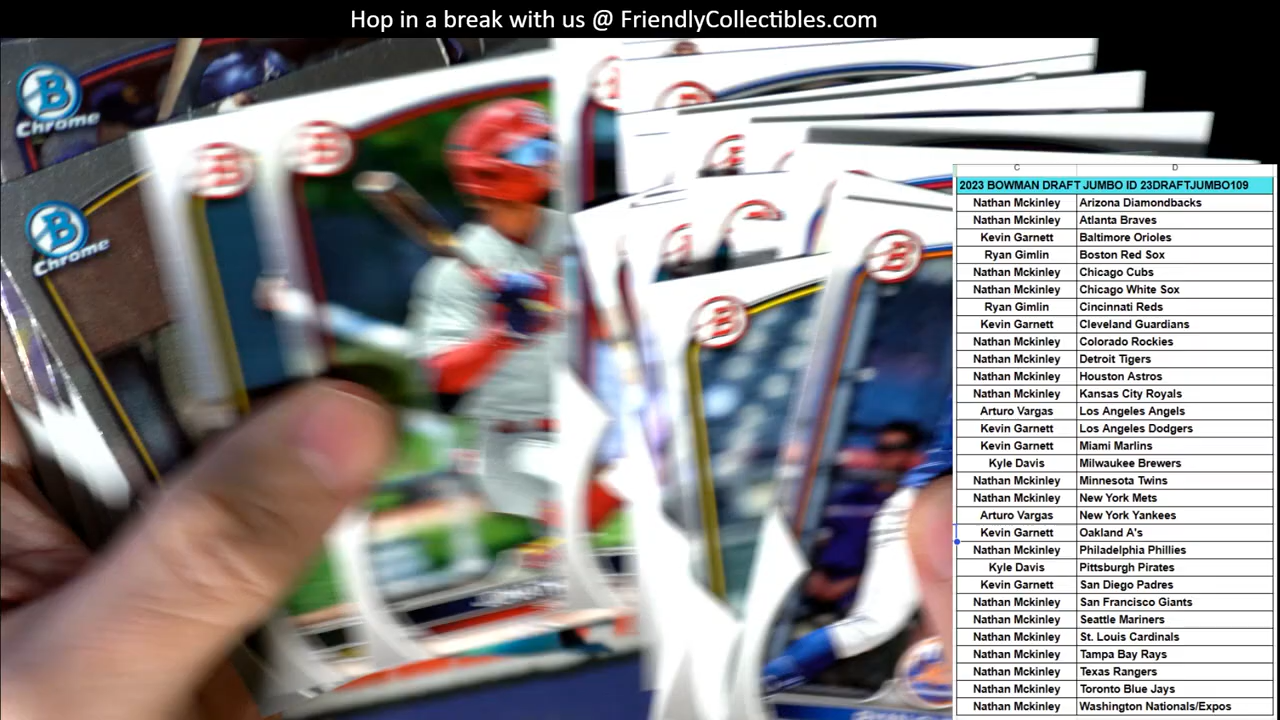 Hop in a break with us @ FriendlyCollectibles.com
B
Chrome
B
Chrome
B
B
B
B
C D
2023 BOWMAN DRAFT JUMBO ID 23DRAFTJUMBO109
Nathan Mckinley Arizona Diamondbacks
Nathan Mckinley Atlanta Braves
Kevin Garnett Baltimore Orioles
Ryan Gimlin Boston Red Sox
Nathan Mckinley Chicago Cubs
Nathan Mckinley Chicago White Sox
Ryan Gimlin Cincinnati Reds
Kevin Garnett Cleveland Guardians
Nathan Mckinley Colorado Rockies
Nathan Mckinley Detroit Tigers
Nathan Mckinley Houston Astros
Nathan Mckinley Kansas City Royals
Arturo Vargas Los Angeles Angels
Kevin Garnett Los Angeles Dodgers
Kevin Garnett Miami Marlins
Kyle Davis Milwaukee Brewers
Nathan Mckinley Minnesota Twins
Nathan Mckinley New York Mets
Arturo Vargas New York Yankees
Kevin Garnett Oakland A's
Nathan Mckinley Philadelphia Phillies
Kyle Davis Pittsburgh Pirates
Kevin Garnett San Diego Padres
Nathan Mckinley San Francisco Giants
Nathan Mckinley Seattle Mariners
Nathan Mckinley St. Louis Cardinals
Nathan Mckinley Tampa Bay Rays
Nathan Mckinley Texas Rangers
Nathan Mckinley Toronto Blue Jays
Nathan Mckinley Washington Nationals/Expos